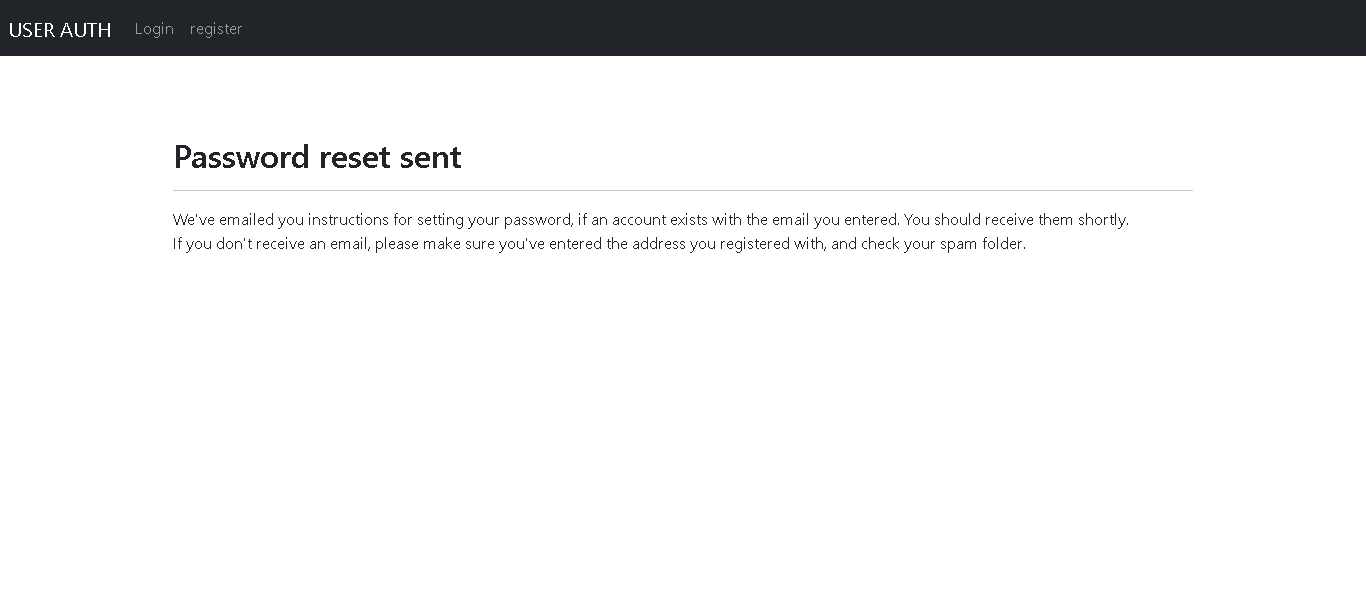 USER AUTH Login register
Password reset sent
We've emailed you instructions for setting your password, if an account exists with the email you entered. You should receive them shortly.
If you don't receive an email, please make sure you've entered the address you registered with, and check your spam folder.